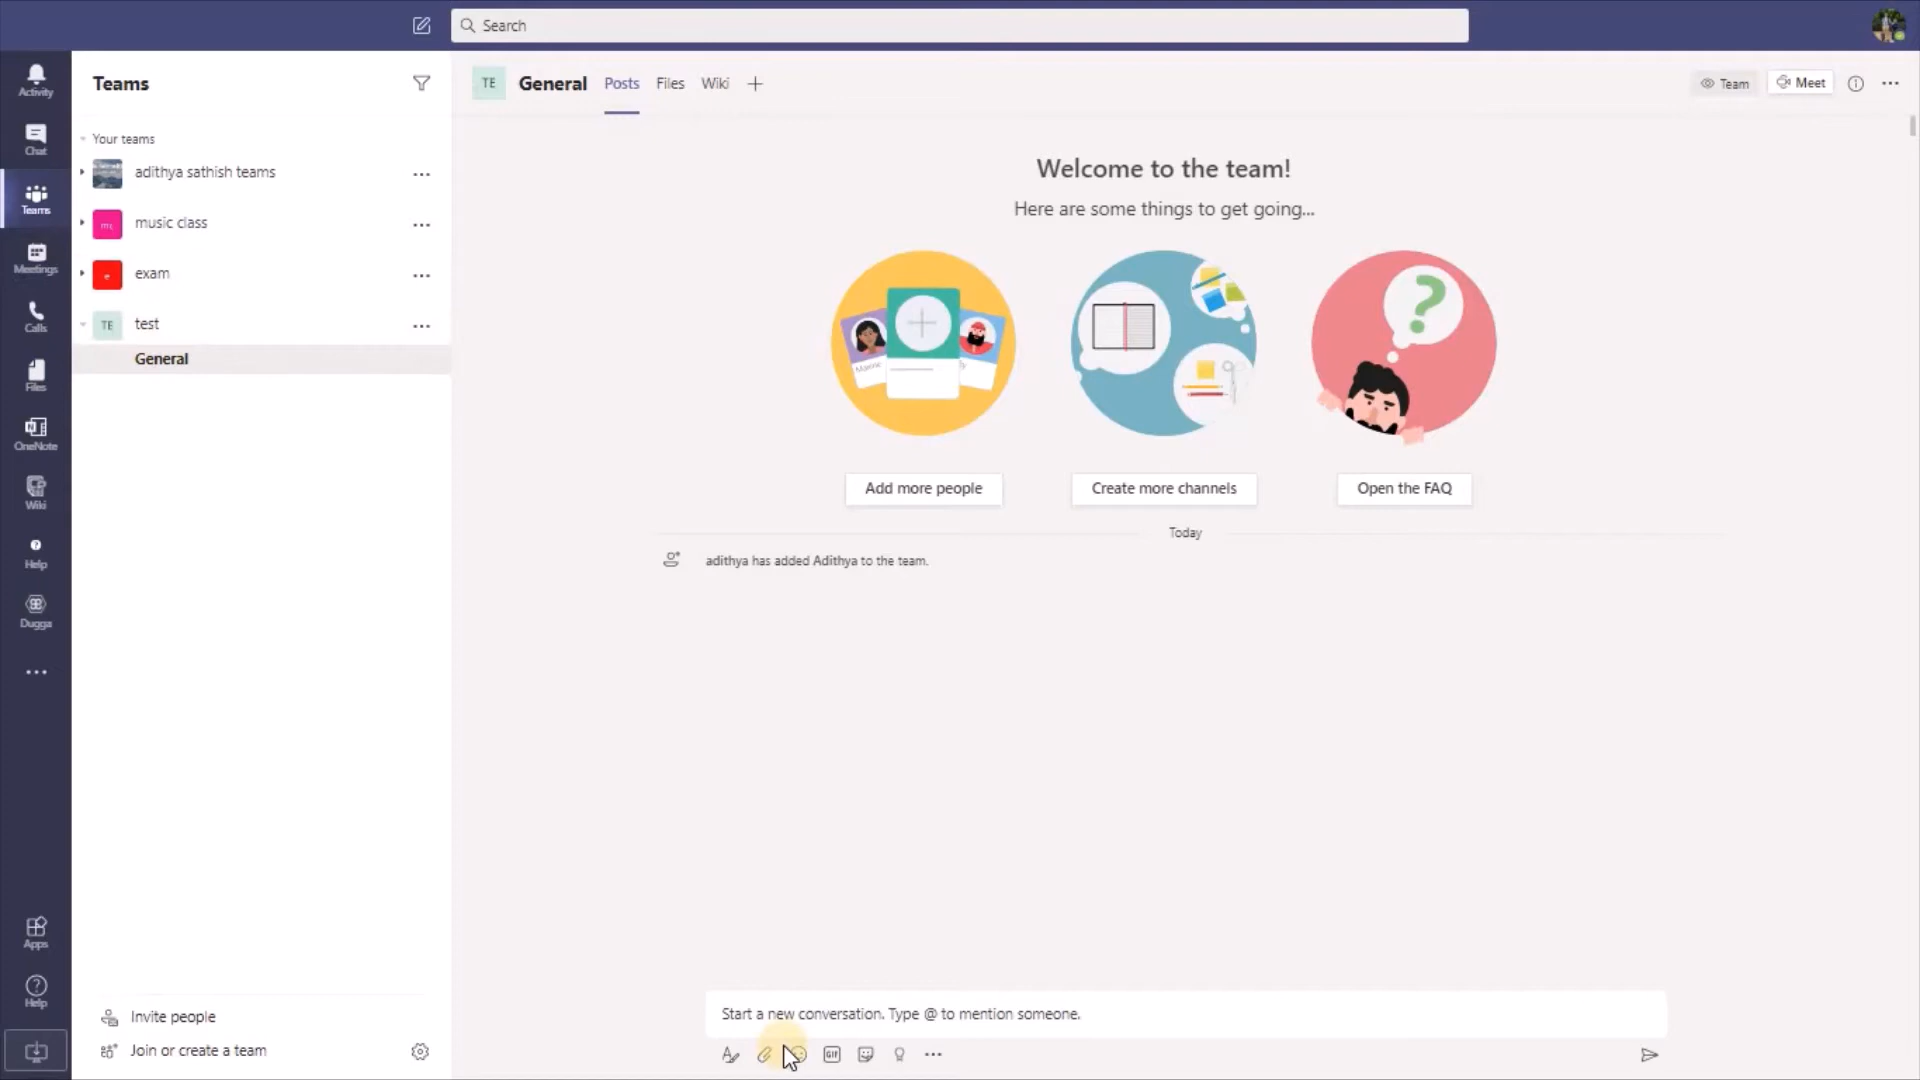 Search
Activity
Chat
Teams
Meetings
Calls
Files
OneNote
Wiki
Help
Dugga
Apps
Help
Teams
Your teams
adithya sathish teams
music class
e exam
TE test
General
Invite people
Join or create a team
TE General Posts Files Wiki
Team Meet
Welcome to the team!
Here are some things to get going...
Add more people
Create more channels
Open the FAQ
Today
adithya has added Adithya to the team.
Start a new conversation. Type @ to mention someone.
GIF